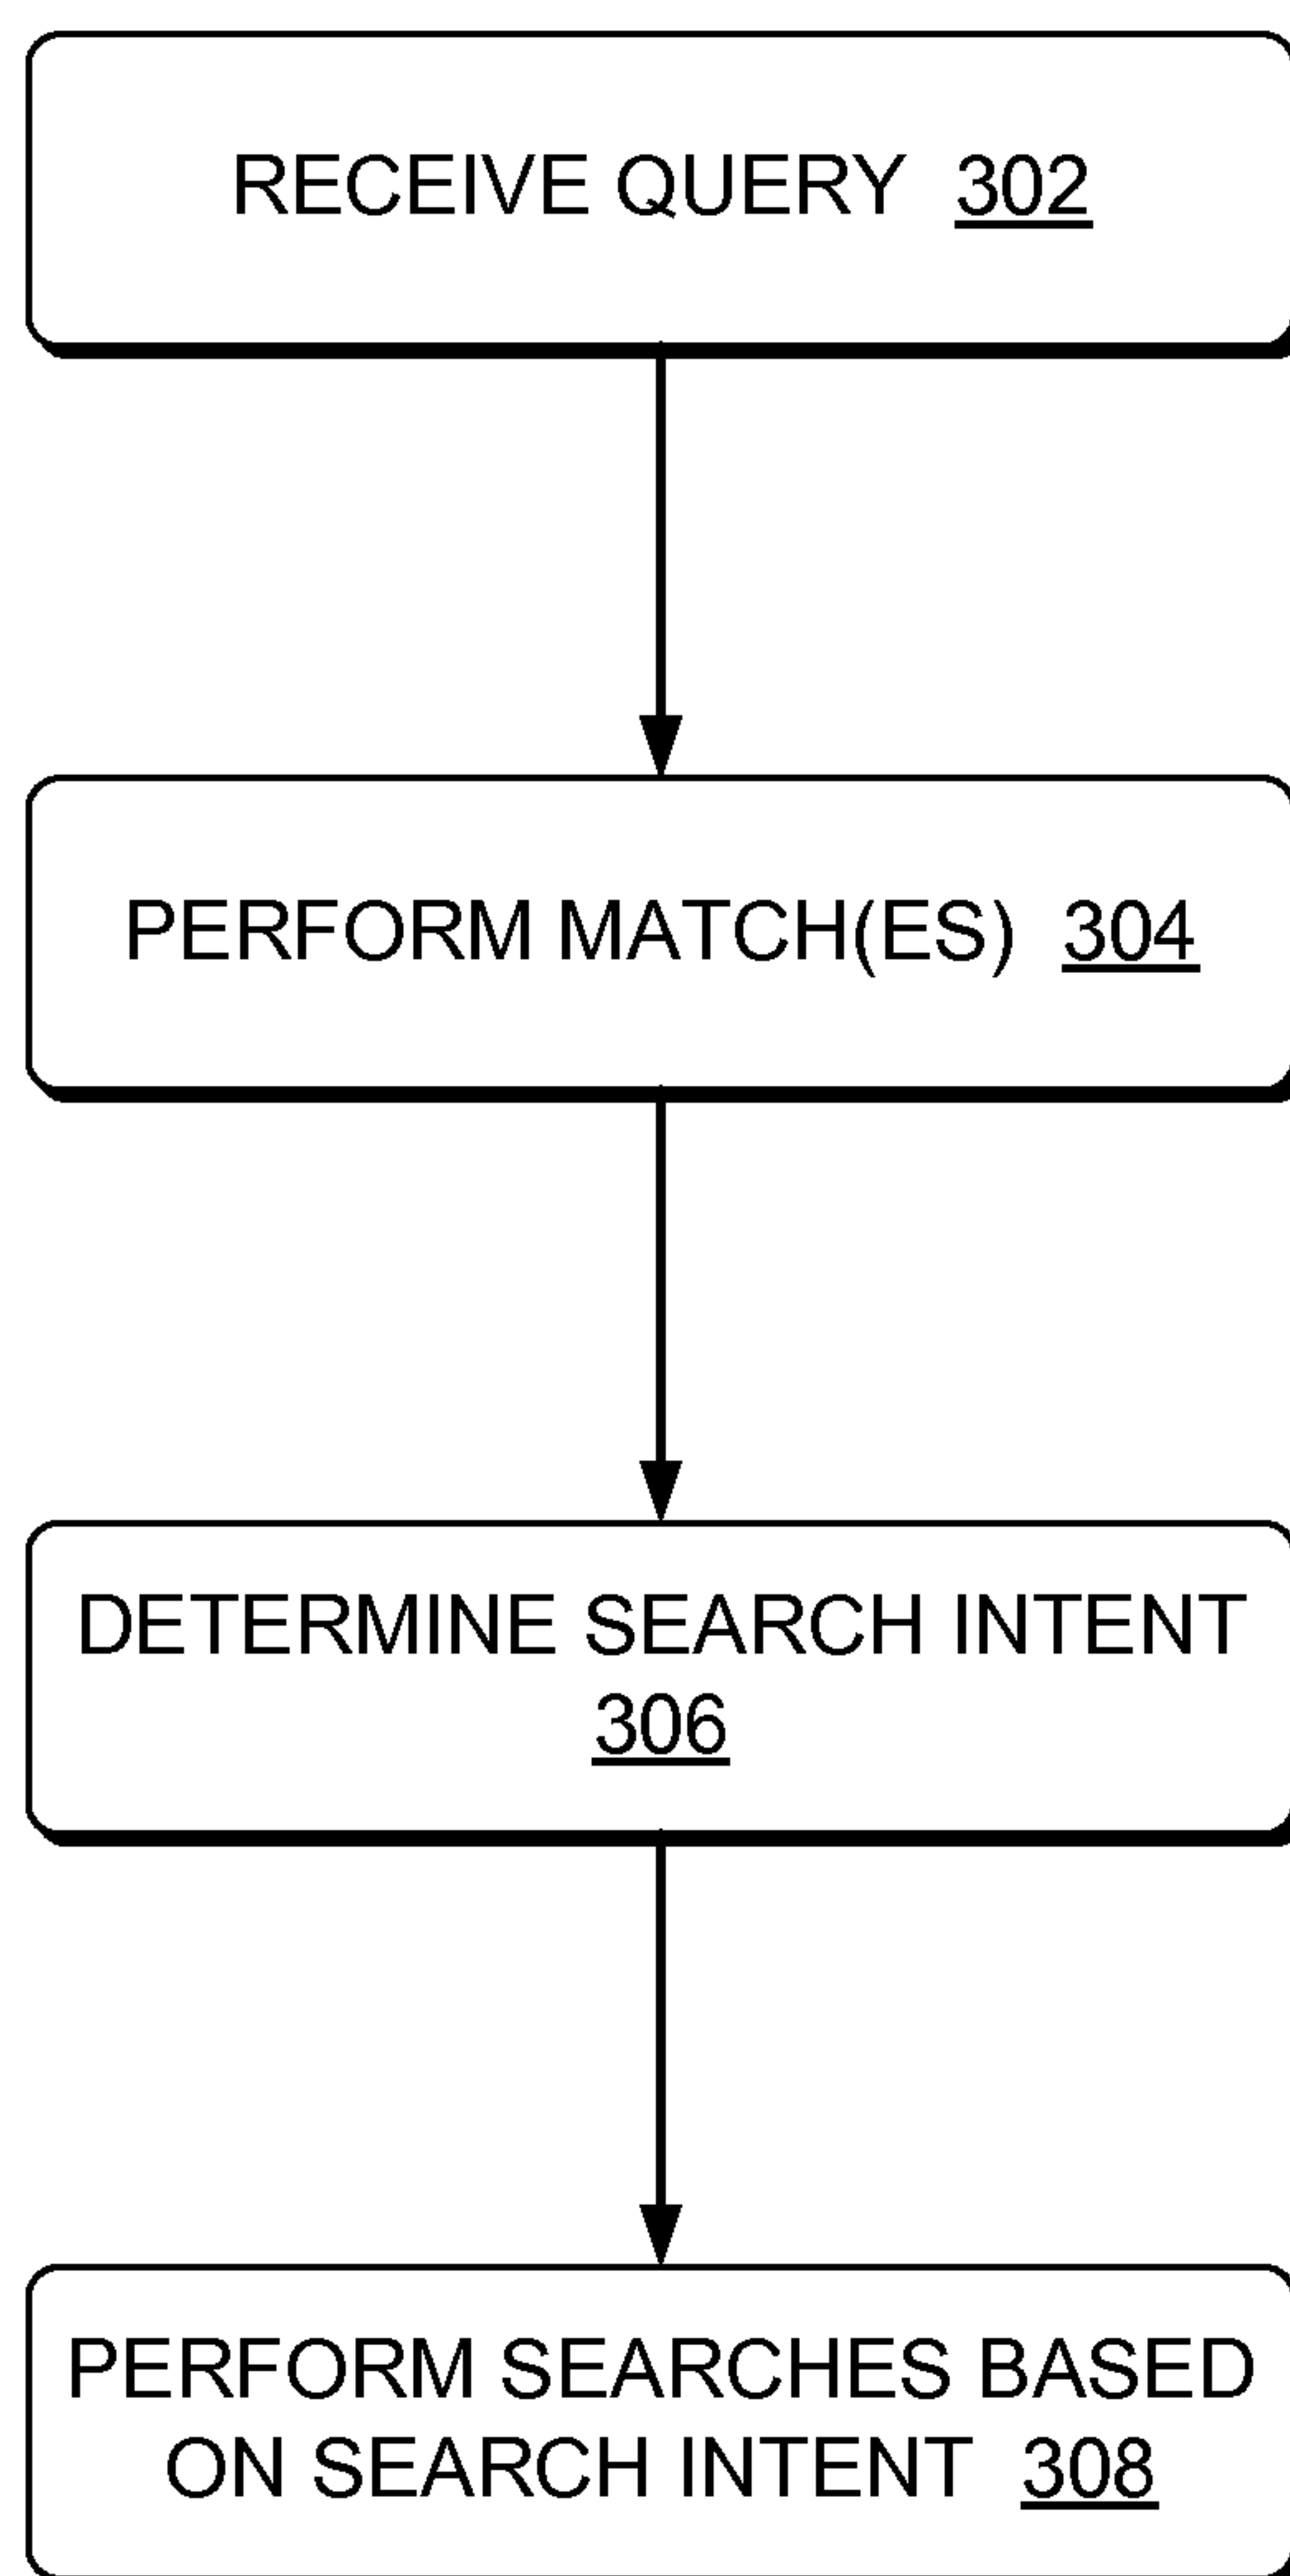 RECEIVE QUERY 302
PERFORM MATCH(ES) 304
DETERMINE SEARCH INTENT
306
PERFORM SEARCHES BASED
ON SEARCH INTENT 308